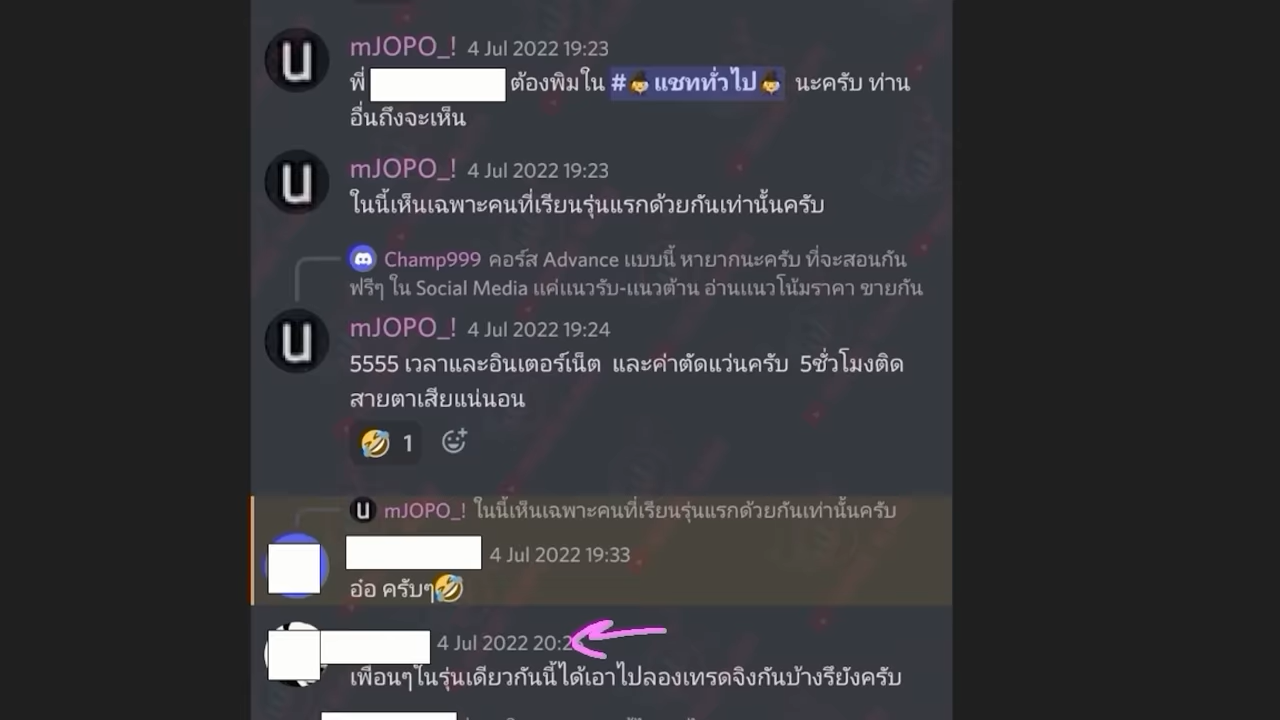 mJOPO_! 4 Jul 2022 19:23
พี่ ต้องพิมใน #🧙แชททั่วไป🧙 นะครับ ท่าน
อื่นถึงจะเห็น
mJOPO_! 4 Jul 2022 19:23
ในนี้เห็นเฉพาะคนที่เรียนรุ่นแรกด้วยกันเท่านั้นครับ
Champ999 คอร์ส Advance แบบนี้ หายากนะครับ ที่จะสอนกัน
ฟรีๆ ใน Social Media แค่แนวรับ-แนวต้าน อ่านแนวโน้มราคา ขายกัน
mJOPO_! 4 Jul 2022 19:24
5555 เวลาและอินเตอร์เน็ต และค่าตัดแว่นครับ 5ชั่วโมงติด
สายตาเสียแน่นอน
🤣 1
mJOPO_! ในนี้เห็นเฉพาะคนที่เรียนรุ่นแรกด้วยกันเท่านั้นครับ
4 Jul 2022 19:33
อ๋อ ครับๆ🤣
4 Jul 2022
เพื่อนๆในรุ่นเดียวกันนี้ได้เอาไปลองเทรดจิงกันบ้างรึยังครับ